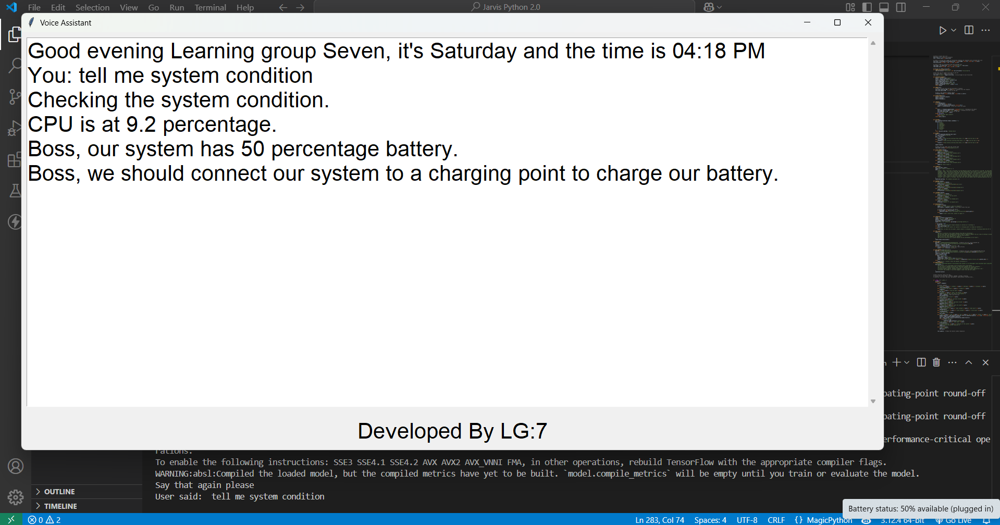 File Edit Selection View Go Run Terminal Help
Jarvis Python 2.0
Voice Assistant
Good evening Learning group Seven, it's Saturday and the time is 04:18 PM
You: tell me system condition
Checking the system condition.
CPU is at 9.2 percentage.
Boss, our system has 50 percentage battery.
Boss, we should connect our system to a charging point to charge our battery.
Developed By LG:7
oating-point round-off
oating-point round-off
erformance-critical ope
rations.
To enable the following instructions: SSE3 SSE4.1 SSE4.2 AVX AVX2 AVX_VNNI FMA, in other operations, rebuild TensorFlow with the appropriate compiler flags.
WARNING:absl:Compiled the loaded model, but the compiled metrics have yet to be built. `model.compile_metrics` will be empty until you train or evaluate the model.
Say that again please
User said:  tell me system condition
OUTLINE
TIMELINE
Battery status: 50% available (plugged in)
0 2
Ln 283, Col 74 Spaces: 4 UTF-8 CRLF {} MagicPython 3.12.4 64-bit Go Live